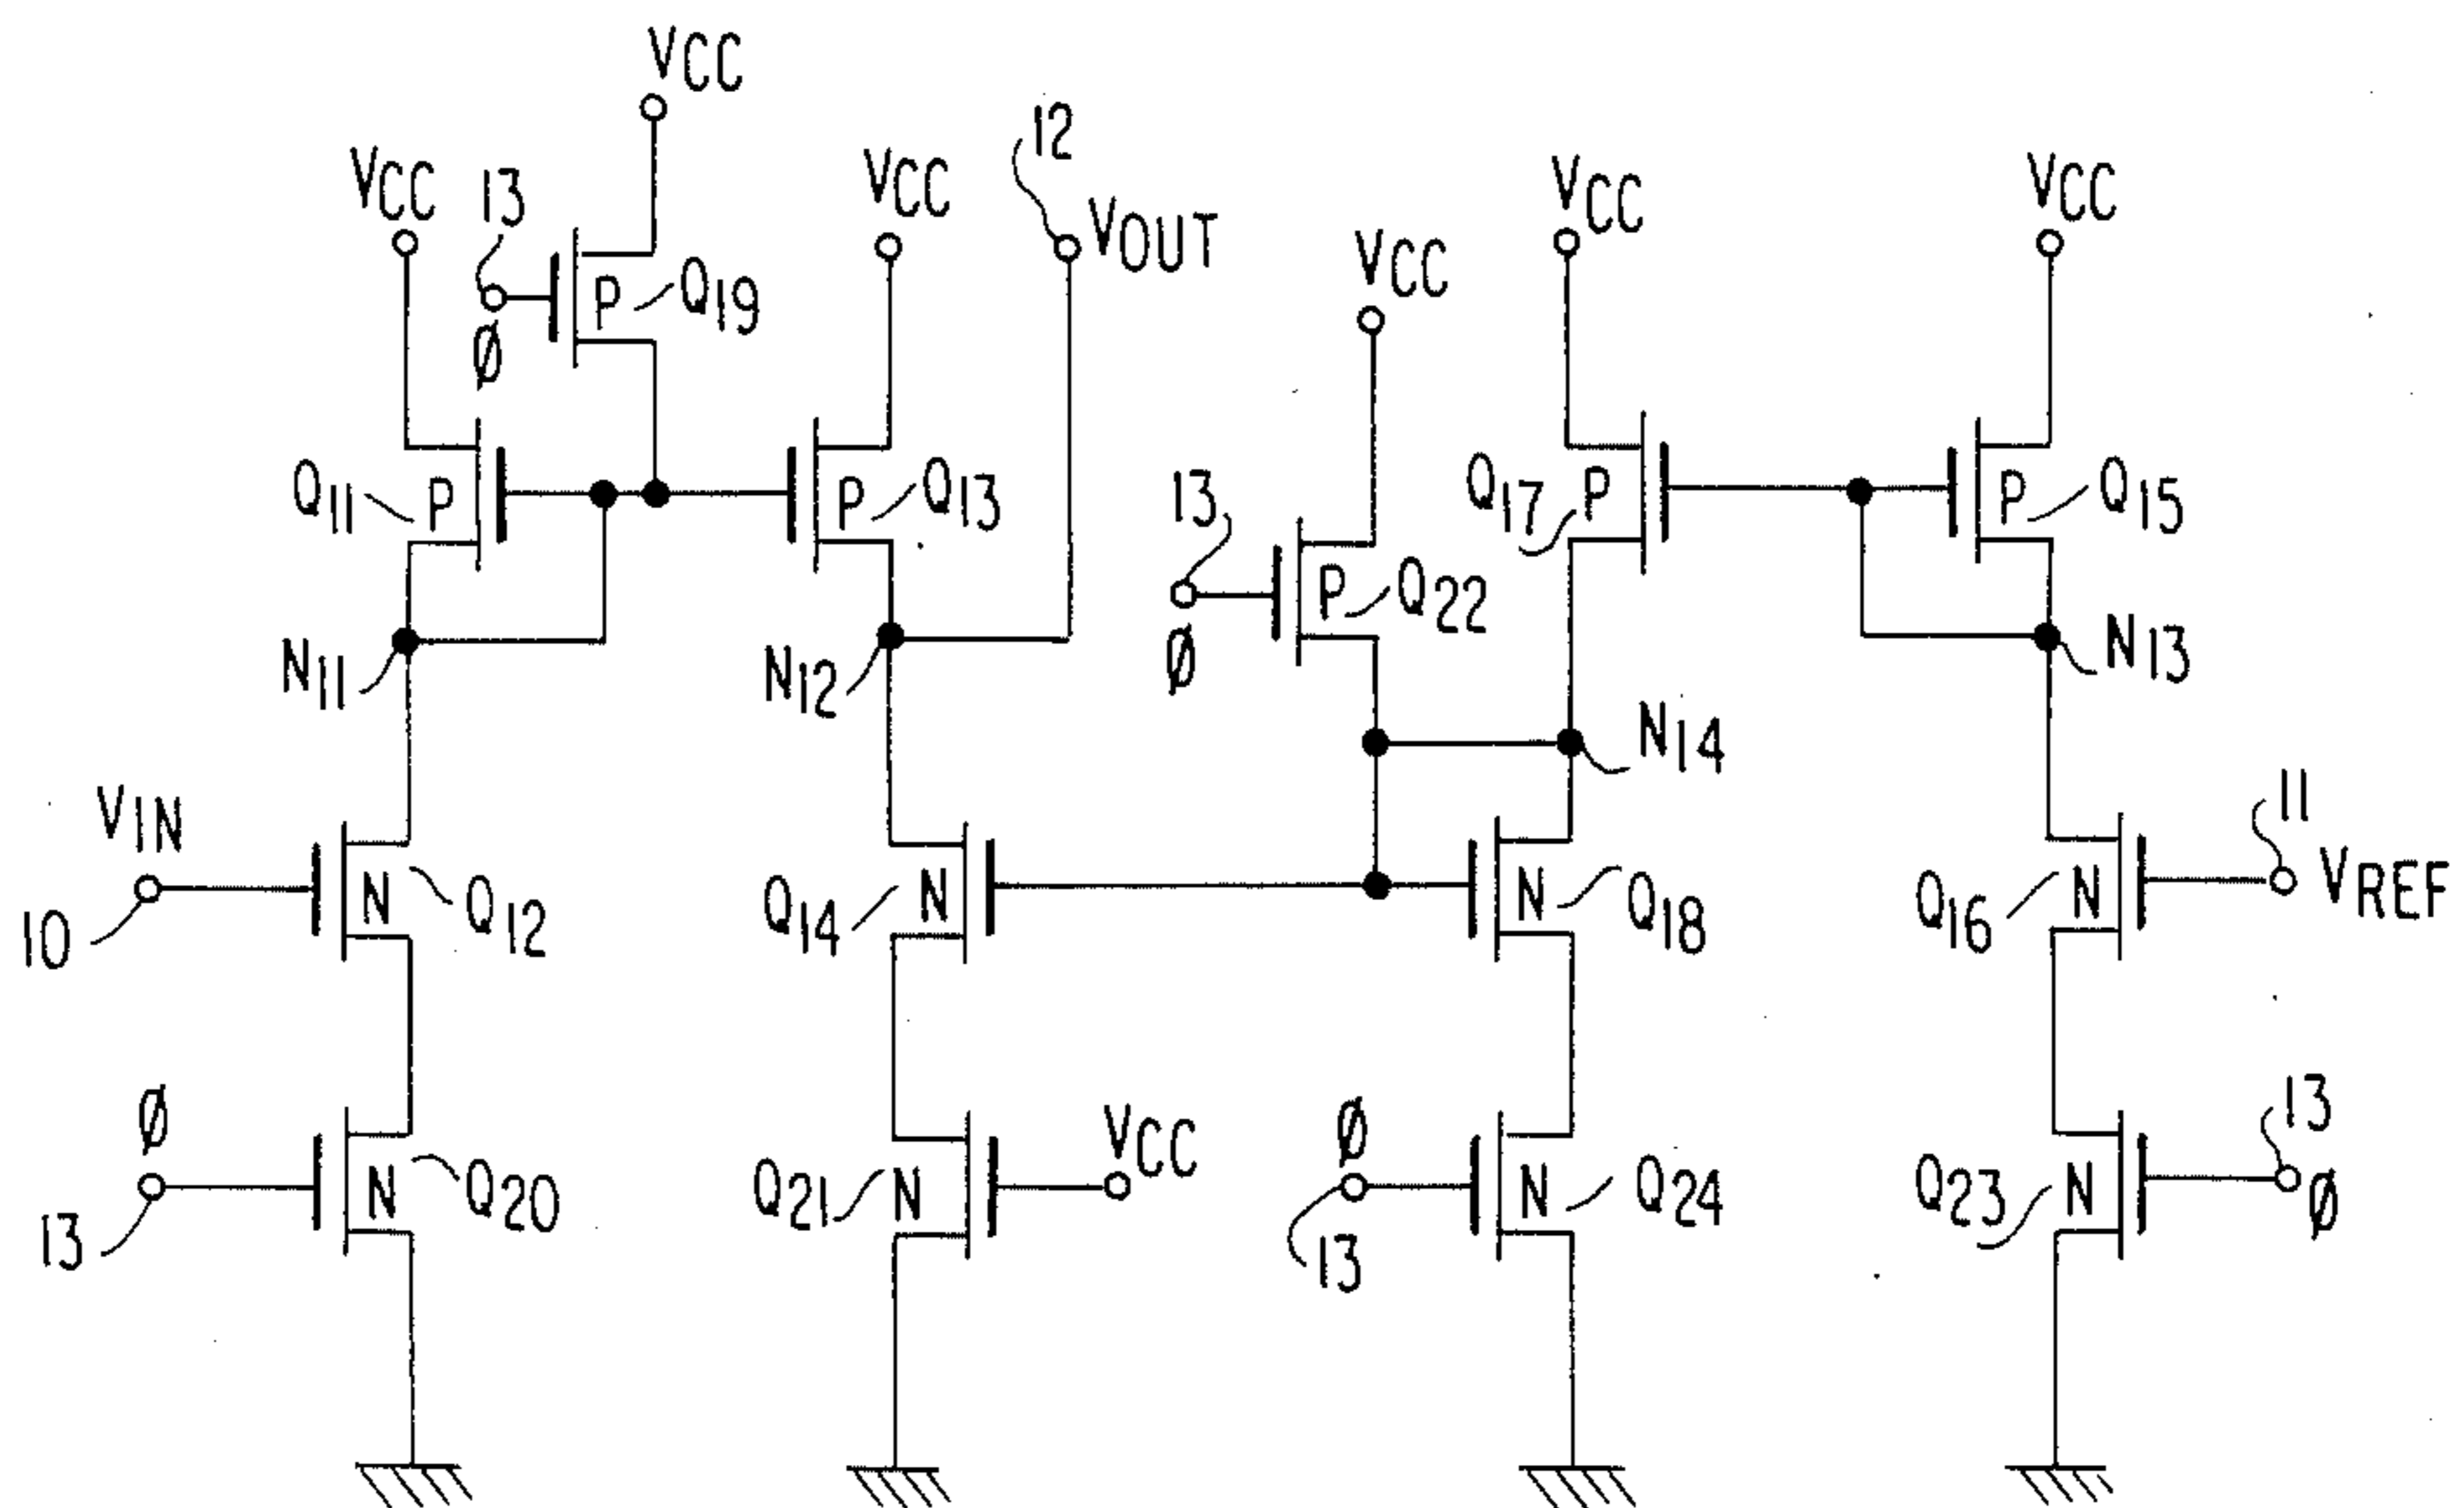 VCC
VCC
13
VCC
12
VOUT
VCC
VCC
VCC
P
Q19
Ø
Q11
P
P
Q13
13
P
Q22
Ø
Q17
P
P
Q15
N11
N12
N14
N13
VIN
10
N
Q12
Q14
N
N
Q18
Q16
N
11
VREF
Ø
13
N
Q20
Q21
N
VCC
Ø
13
N
Q24
Q23
N
13
Ø